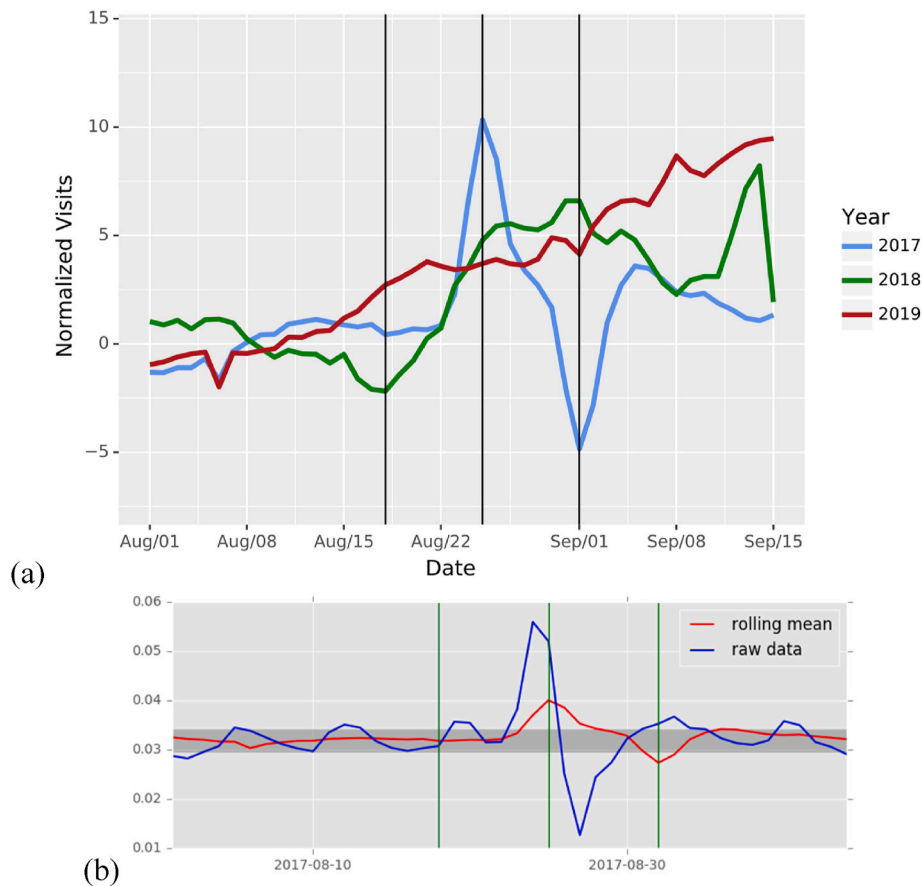 15
10
5
0
−5
Normalized Visits
Aug/01 Aug/08 Aug/15 Aug/22 Sep/01 Sep/08 Sep/15
Date
Year
2017
2018
2019
(a)
0.06
0.05
0.04
0.03
0.02
0.01
rolling mean
raw data
2017-08-10 2017-08-30
(b)